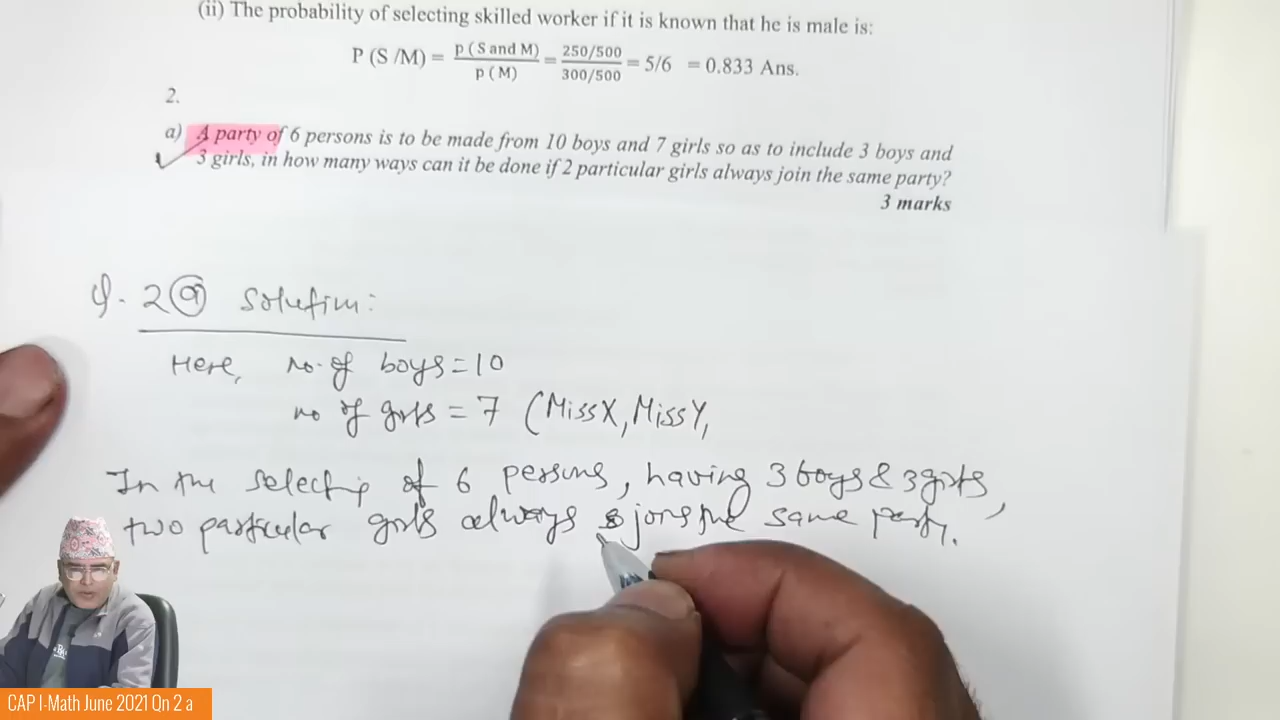 (ii) The probability of selecting skilled worker if it is known that he is male is:
P (S /M) = p ( S and M) / p ( M) = 250/500 / 300/500 = 5/6 = 0.833 Ans.
2.
a) A party of 6 persons is to be made from 10 boys and 7 girls so as to include 3 boys and
3 girls, in how many ways can it be done if 2 particular girls always join the same party?
3 marks
Q. 2 (a) Solution:
Here, no. of boys = 10
no of girls = 7 (Miss X, Miss Y,
In the selection of 6 persons, having 3 boys & 3 girls,
two particular girls always the same party.
CAP I-Math June 2021 Qn 2 a